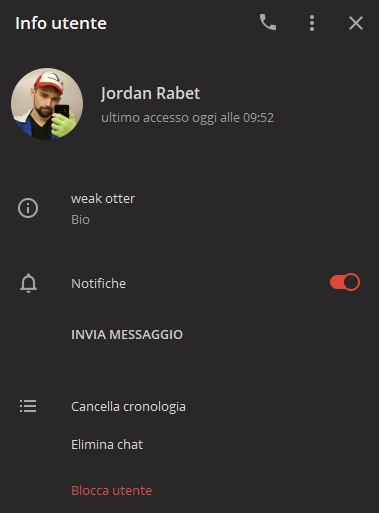 Info utente
Jordan Rabet
ultimo accesso oggi alle 09:52
weak otter
Bio
Notifiche
INVIA MESSAGGIO
Cancella cronologia
Elimina chat
Blocca utente